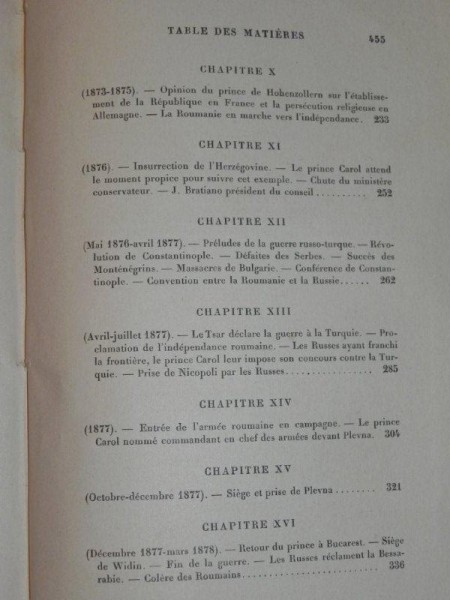 TABLE DES MATIÈRES 455
CHAPITRE X
(1873-1875). — Opinion du prince de Hohenzollern sur l'établisse-
ment de la République en France et la persécution religieuse en
Allemagne. — La Roumanie en marche vers l'indépendance. 233
CHAPITRE XI
(1876). — Insurrection de l'Herzégovine. — Le prince Carol attend
le moment propice pour suivre cet exemple. — Chute du ministère
conservateur. — J. Bratiano président du conseil .......... 252
CHAPITRE XII
(Mai 1876-avril 1877). — Préludes de la guerre russo-turque. — Révo-
lution de Constantinople. — Défaites des Serbes. — Succès des
Monténégrins. — Massacres de Bulgarie. — Conférence de Constan-
tinople. — Convention entre la Roumanie et la Russie...... 262
CHAPITRE XIII
(Avril-juillet 1877). — Le Tsar déclare la guerre à la Turquie. — Pro-
clamation de l'indépendance roumaine. — Les Russes ayant franchi
la frontière, le prince Carol leur impose son concours contre la Tur-
quie. — Prise de Nicopoli par les Russes................. 285
CHAPITRE XIV
(1877). — Entrée de l'armée roumaine en campagne. — Le prince
Carol nommé commandant en chef des armées devant Plevna. 304
CHAPITRE XV
(Octobre-décembre 1877). — Siège et prise de Plevna ........ 321
CHAPITRE XVI
(Décembre 1877-mars 1878). — Retour du prince à Bucarest. — Siège
de Widin. — Fin de la guerre. — Les Russes réclament la Bessa-
rabie. — Colère des Roumains........................ 336